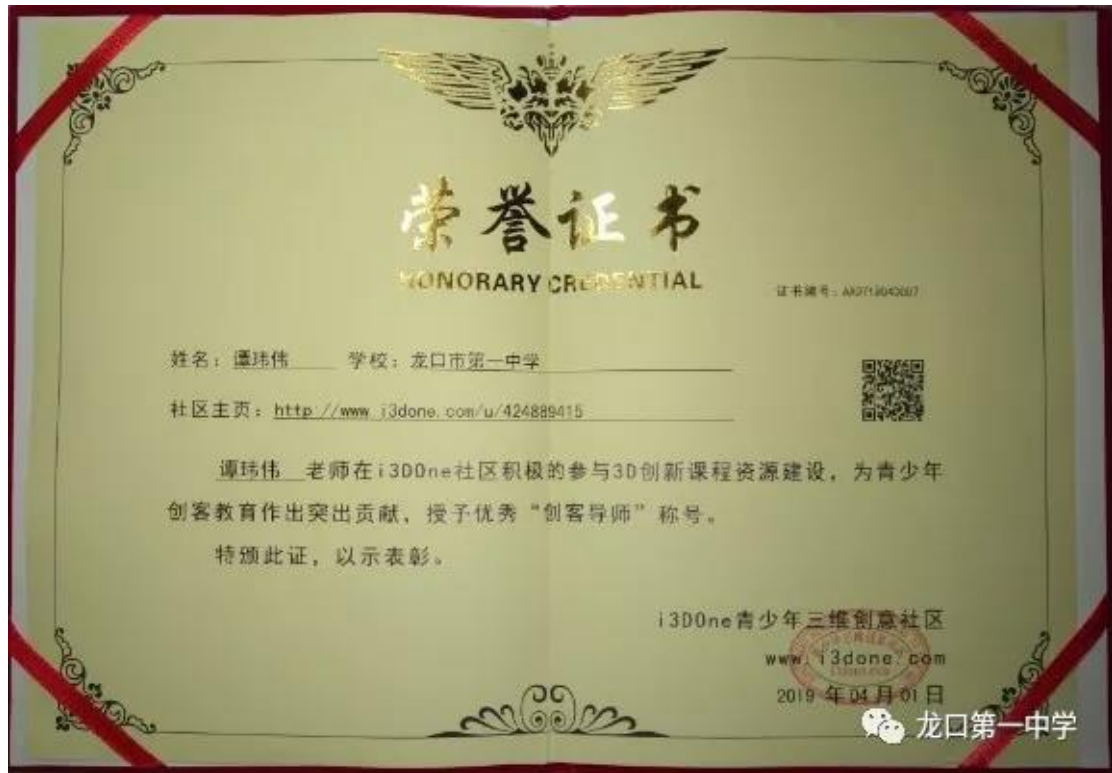 荣誉证书
HONORARY CREDENTIAL
证书编号：
姓名：谭玮伟 学校：龙口市第一中学
社区主页：http://www.i3done.com/u/424889415
谭玮伟 老师在i3DOne社区积极的参与3D创新课程资源建设，为青少年
创客教育作出突出贡献，授予优秀“创客导师”称号。
特颁此证，以示表彰。
i3DOne青少年三维创意社区
www.i3done.com
2019 年 04 月 01 日
龙口第一中学